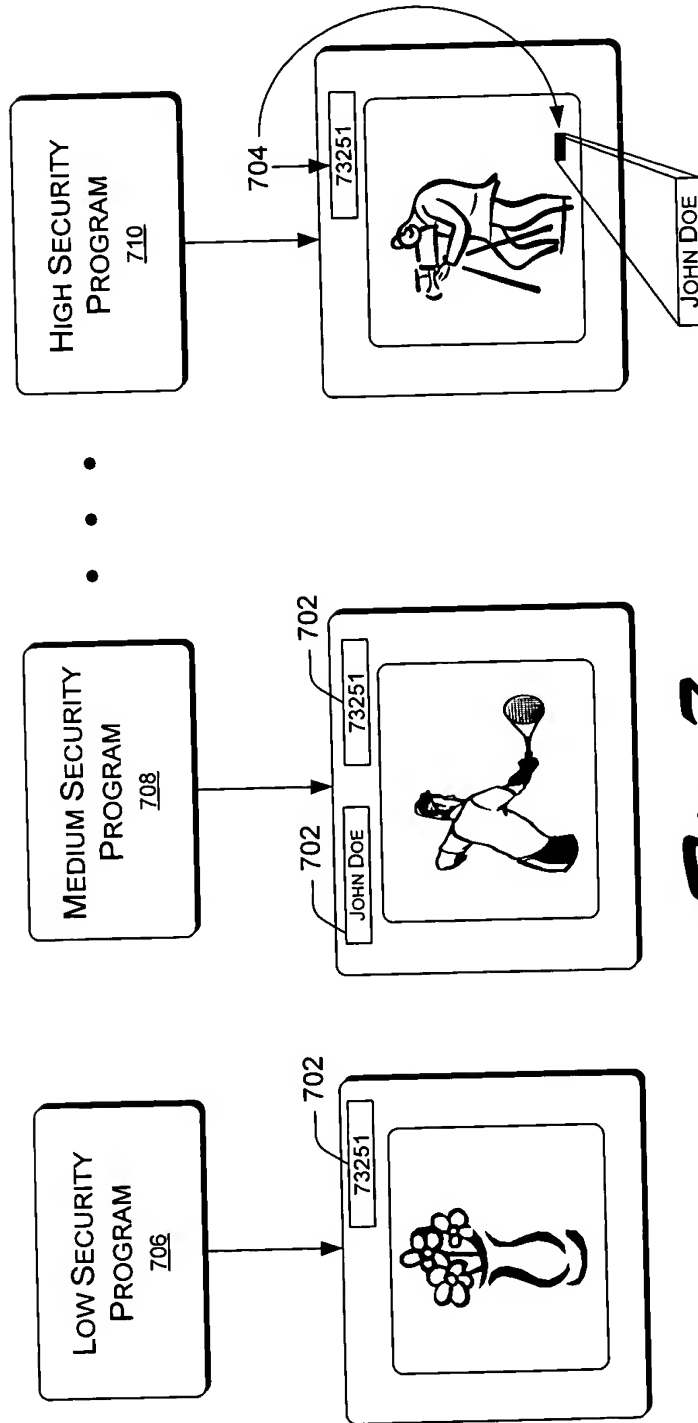 LOW SECURITY
PROGRAM
706
702
73251
MEDIUM SECURITY
PROGRAM
708
702
702
JOHN DOE
73251
HIGH SECURITY
PROGRAM
710
704
73251
JOHN DOE